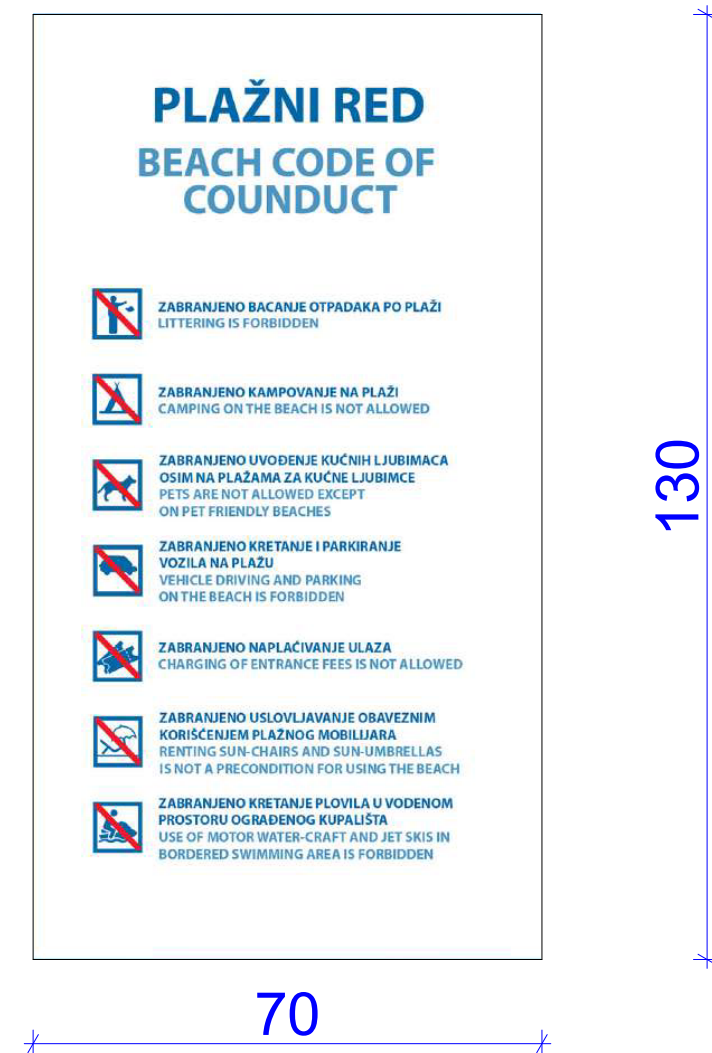 PLAŽNI RED
BEACH CODE OF
COUNDUCT
ZABRANJENO BACANJE OTPADAKA PO PLAŽI
LITTERING IS FORBIDDEN
ZABRANJENO KAMPOVANJE NA PLAŽI
CAMPING ON THE BEACH IS NOT ALLOWED
ZABRANJENO UVOĐENJE KUĆNIH LJUBIMACA
OSIM NA PLAŽAMA ZA KUĆNE LJUBIMCE
PETS ARE NOT ALLOWED EXCEPT
ON PET FRIENDLY BEACHES
ZABRANJENO KRETANJE I PARKIRANJE
VOZILA NA PLAŽU
VEHICLE DRIVING AND PARKING
ON THE BEACH IS FORBIDDEN
ZABRANJENO NAPLAĆIVANJE ULAZA
CHARGING OF ENTRANCE FEES IS NOT ALLOWED
ZABRANJENO USLOVLJAVANJE OBAVEZNIM
KORIŠĆENJEM PLAŽNOG MOBILIJARA
RENTING SUN-CHAIRS AND SUN-UMBRELLAS
IS NOT A PRECONDITION FOR USING THE BEACH
ZABRANJENO KRETANJE PLOVILA U VODENOM
PROSTORU OGRAĐENOG KUPALIŠTA
USE OF MOTOR WATER-CRAFT AND JET SKIS IN
BORDERED SWIMMING AREA IS FORBIDDEN
130
70